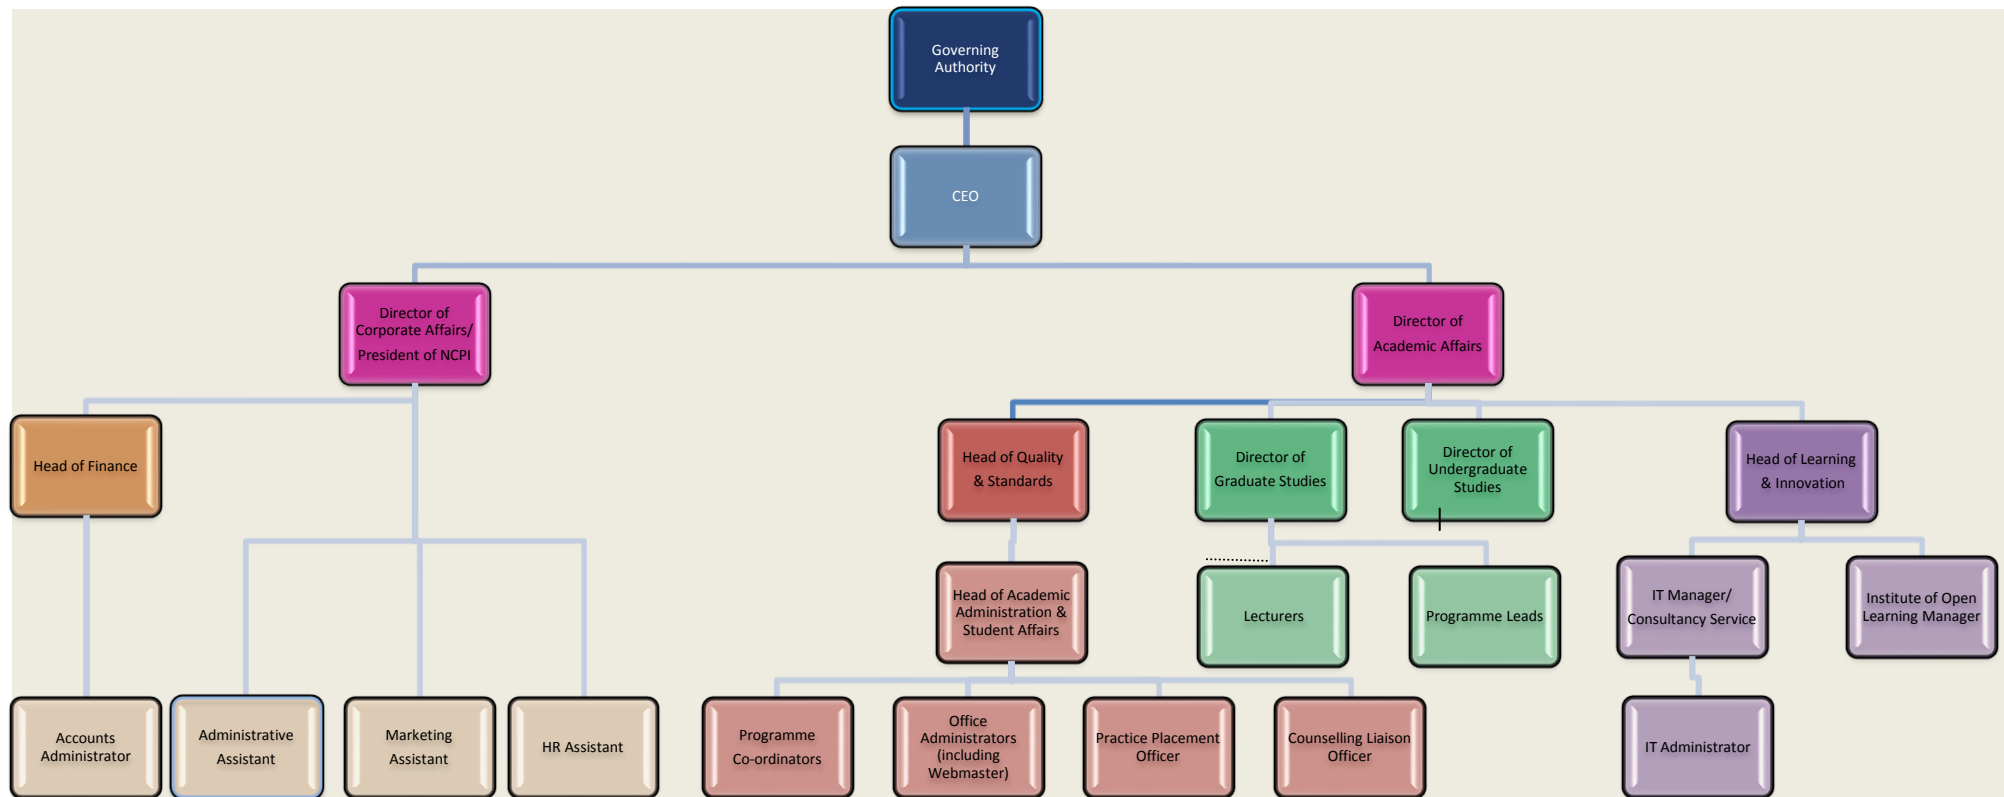 Governing
Authority
CEO
Director of
Corporate Affairs/
President of NCPI
Director of
Academic Affairs
Head of Finance
Head of Quality
& Standards
Director of
Graduate Studies
Director of
Undergraduate
Studies
Head of Learning
& Innovation
Head of Academic
Administration &
Student Affairs
Lecturers
Programme Leads
IT Manager/
Consultancy Service
Institute of Open
Learning Manager
Accounts
Administrator
Administrative
Assistant
Marketing
Assistant
HR Assistant
Programme
Co-ordinators
Office
Administrators
(including
Webmaster)
Practice Placement
Officer
Counselling Liaison
Officer
IT Administrator